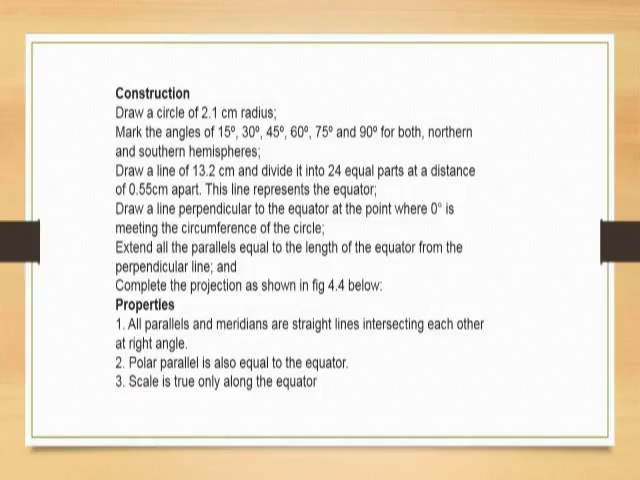 Construction
Draw a circle of 2.1 cm radius;
Mark the angles of 15º, 30º, 45º, 60º, 75º and 90º for both, northern
and southern hemispheres;
Draw a line of 13.2 cm and divide it into 24 equal parts at a distance
of 0.55cm apart. This line represents the equator;
Draw a line perpendicular to the equator at the point where 0° is
meeting the circumference of the circle;
Extend all the parallels equal to the length of the equator from the
perpendicular line; and
Complete the projection as shown in fig 4.4 below:
Properties
1. All parallels and meridians are straight lines intersecting each other
at right angle.
2. Polar parallel is also equal to the equator.
3. Scale is true only along the equator